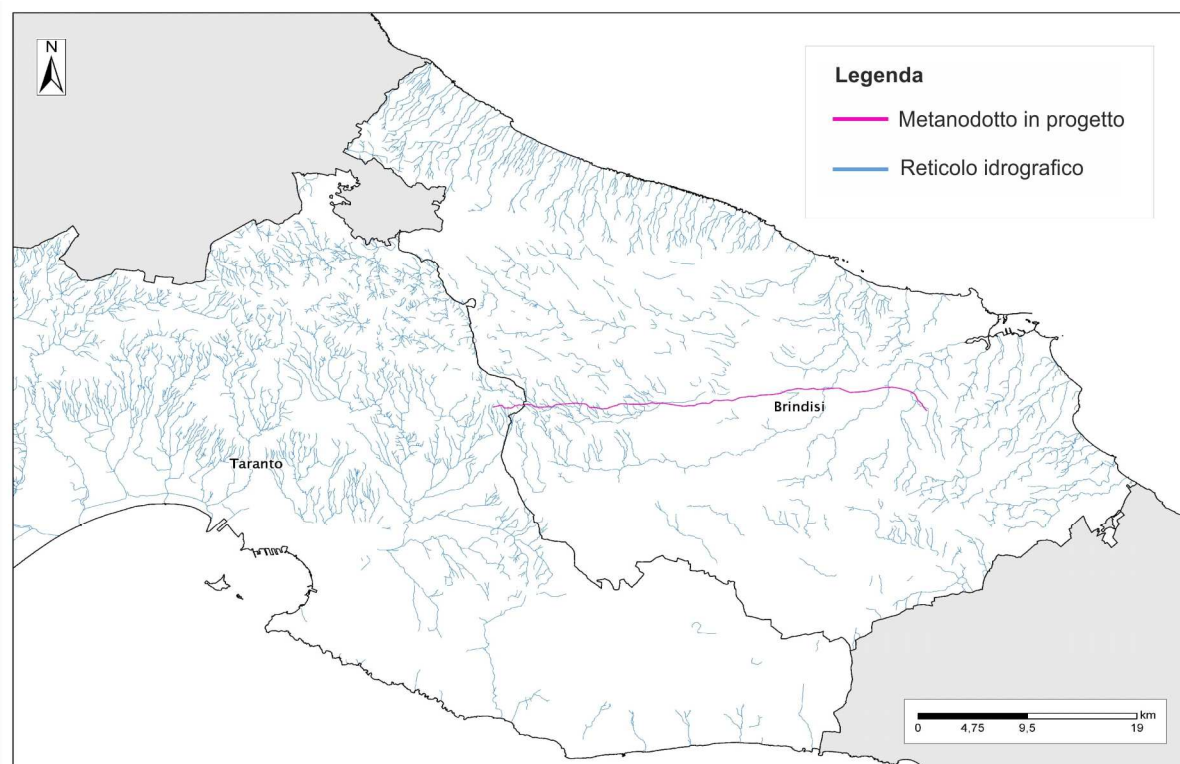 N
Legenda
Metanodotto in progetto
Reticolo idrografico
Brindisi
Taranto
km
0 4,75 9,5 19